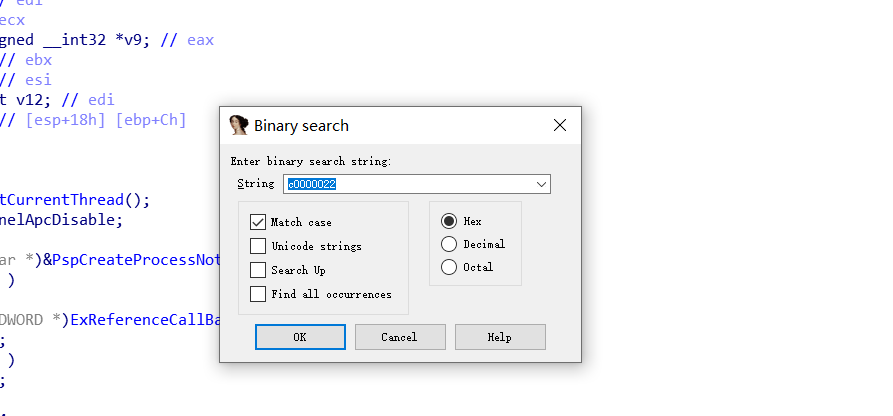 / edi
ecx
igned __int32 *v9; // eax
// ebx
// esi
t v12; // edi
// [esp+18h] [ebp+Ch]
Binary search
Enter binary search string:
String c0000022
Match case
Unicode strings
Search Up
Find all occurrences
Hex
Decimal
Octal
OK Cancel Help
tCurrentThread();
nelApcDisable;
ar *)&PspCreateProcessNot
)
DWORD *)ExReferenceCallBa
;
)
;